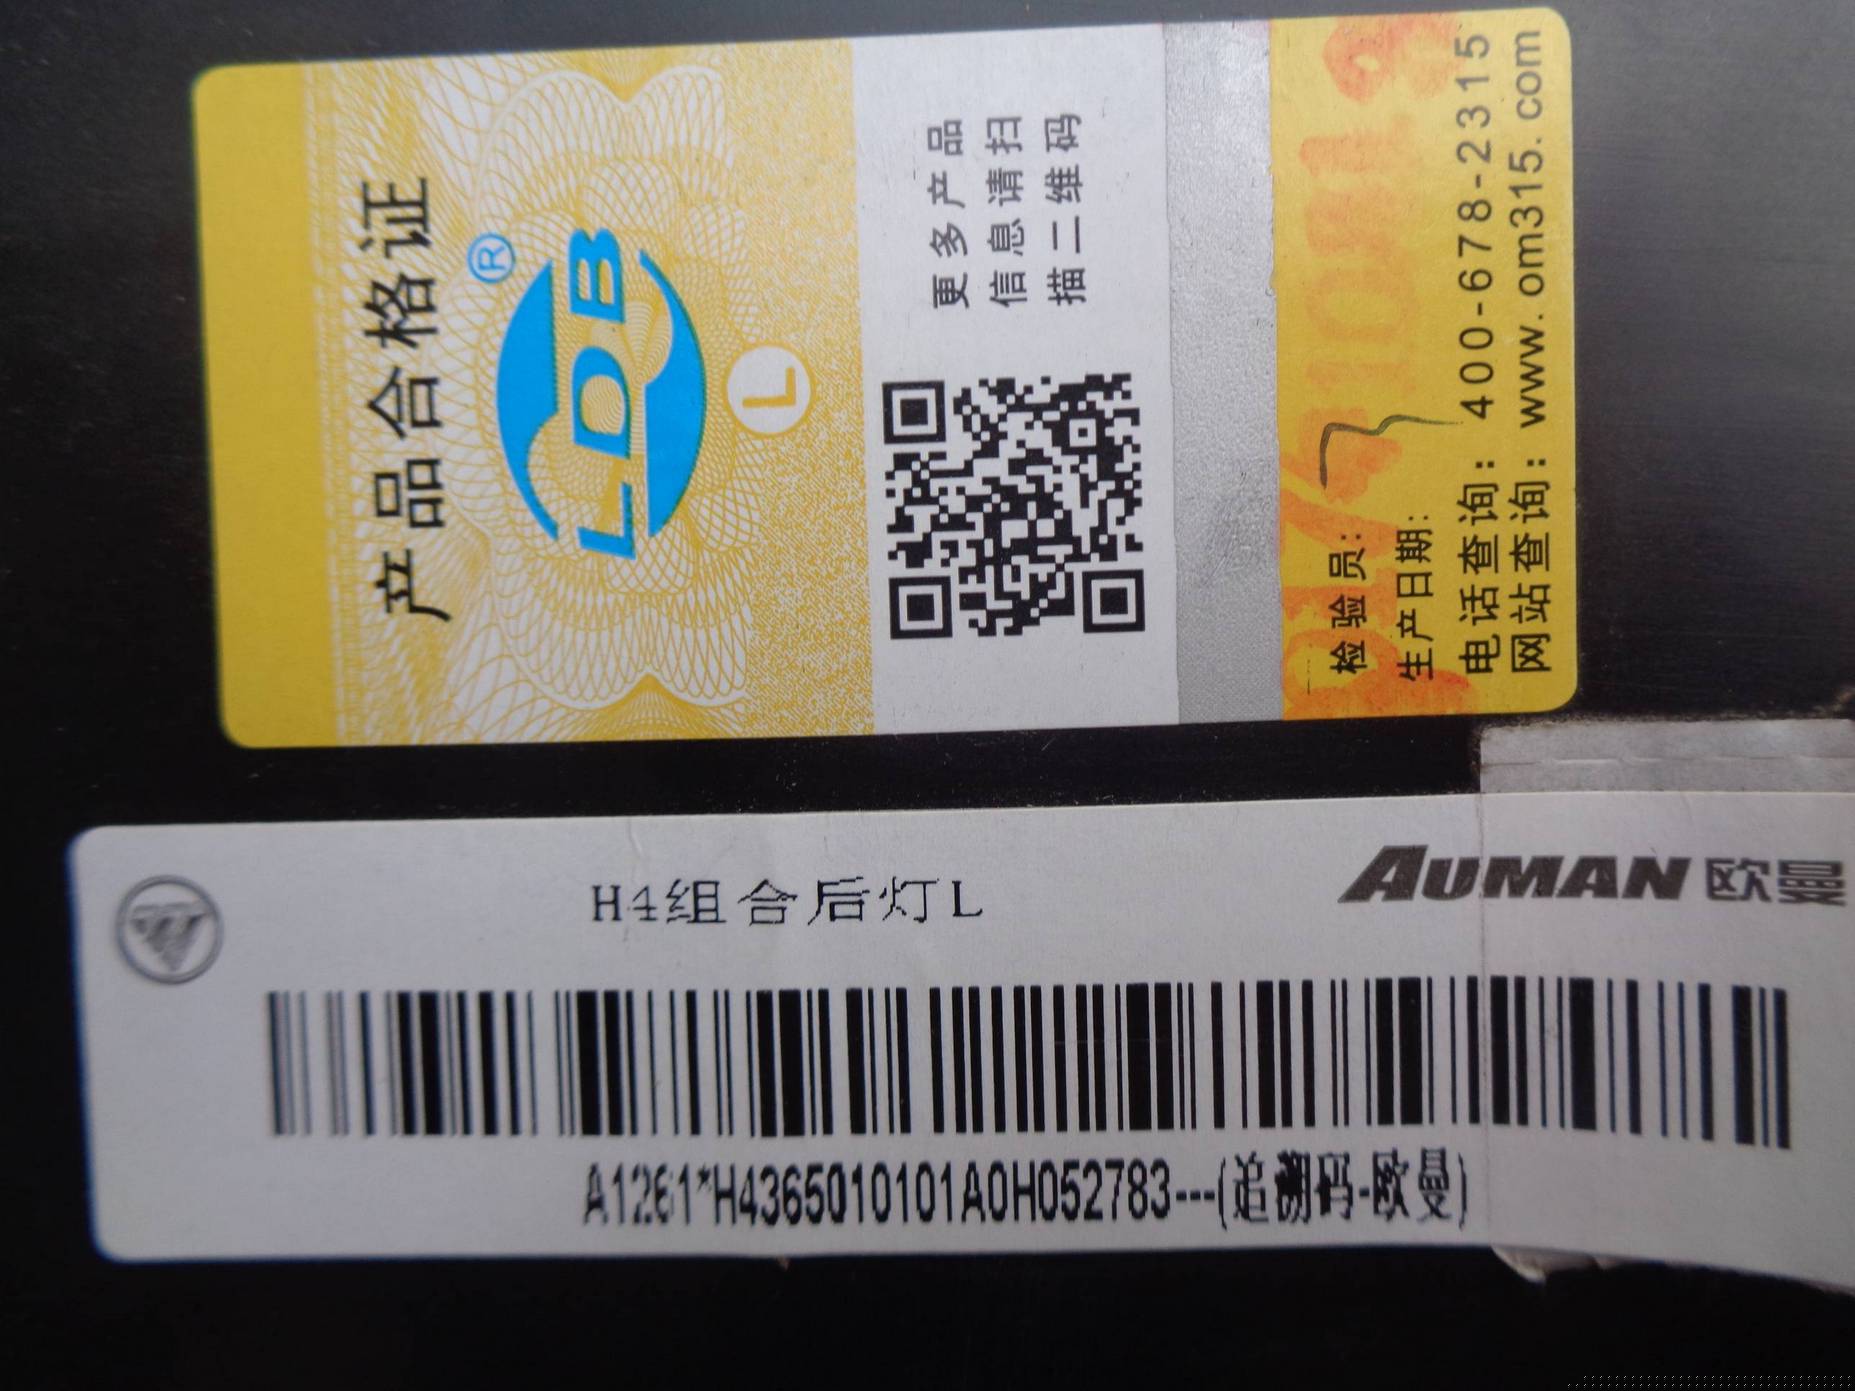 产品合格证
LDB®
L
更多产品
信息请扫
描二维码
检验员:
生产日期:
电话查询: 400-678-2315
网站查询: www.om315.com
H4组合后灯L
AUMAN 欧曼
A1261*H4365010101A0H052783---(追溯码-欧曼)